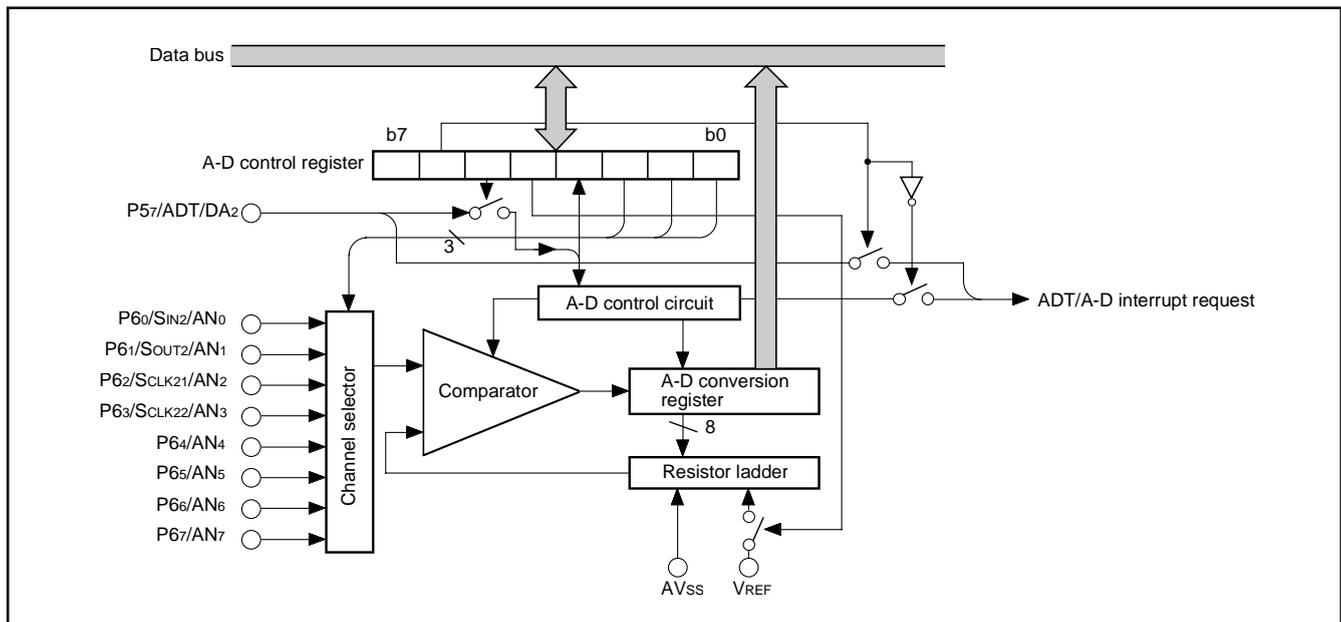 Data bus
b7
b0
A-D control register
P57/ADT/DA2
3
A-D control circuit
ADT/A-D interrupt request
P60/SIN2/AN0
P61/SOUT2/AN1
P62/SCLK21/AN2
P63/SCLK22/AN3
P64/AN4
P65/AN5
P66/AN6
P67/AN7
Channel selector
Comparator
A-D conversion
register
8
Resistor ladder
AVSS
VREF